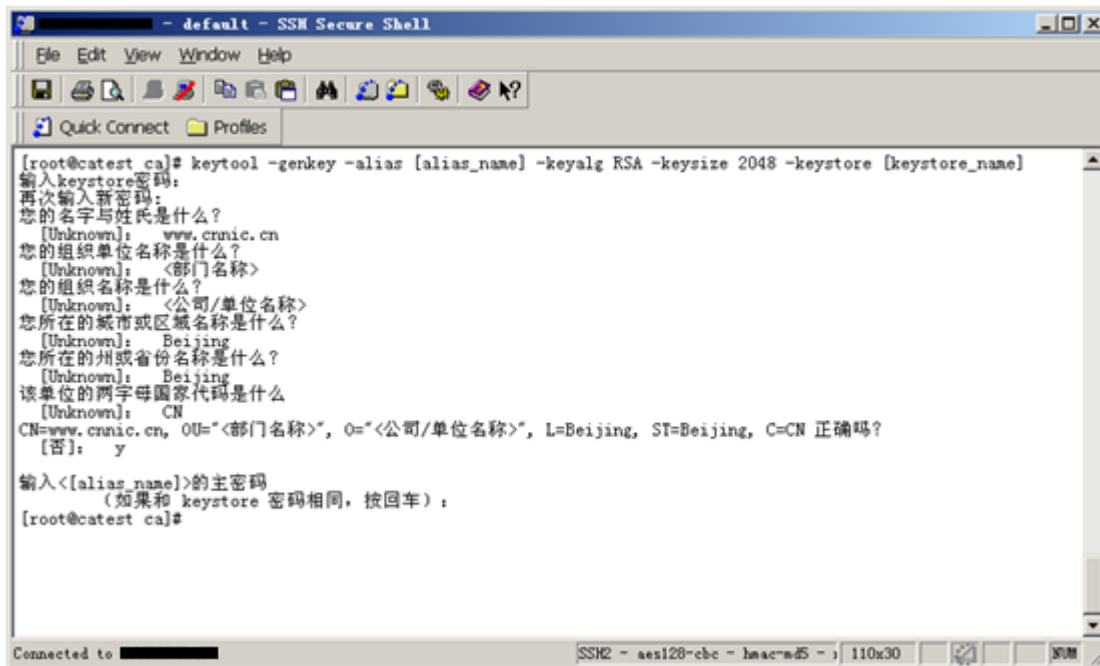 - default - SSH Secure Shell
File Edit View Window Help
Quick Connect Profiles
[root@catest ca]# keytool -genkey -alias [alias_name] -keyalg RSA -keysize 2048 -keystore [keystore_name]
输入keystore密码:
再次输入新密码:
您的名字与姓氏是什么?
[Unknown]: www.cnnic.cn
您的组织单位名称是什么?
[Unknown]: <部门名称>
您的组织名称是什么?
[Unknown]: <公司/单位名称>
您所在的城市或区域名称是什么?
[Unknown]: Beijing
您所在的州或省份名称是什么?
[Unknown]: Beijing
该单位的两字母国家代码是什么
[Unknown]: CN
CN=www.cnnic.cn, OU="<部门名称>", O="<公司/单位名称>", L=Beijing, ST=Beijing, C=CN 正确吗?
[否]: y
输入<[alias_name]>的主密码
(如果和 keystore 密码相同, 按回车):
[root@catest ca]#
Connected to
SSH2 - aes128-cbc - hmac-md5 - 110x30 NUM